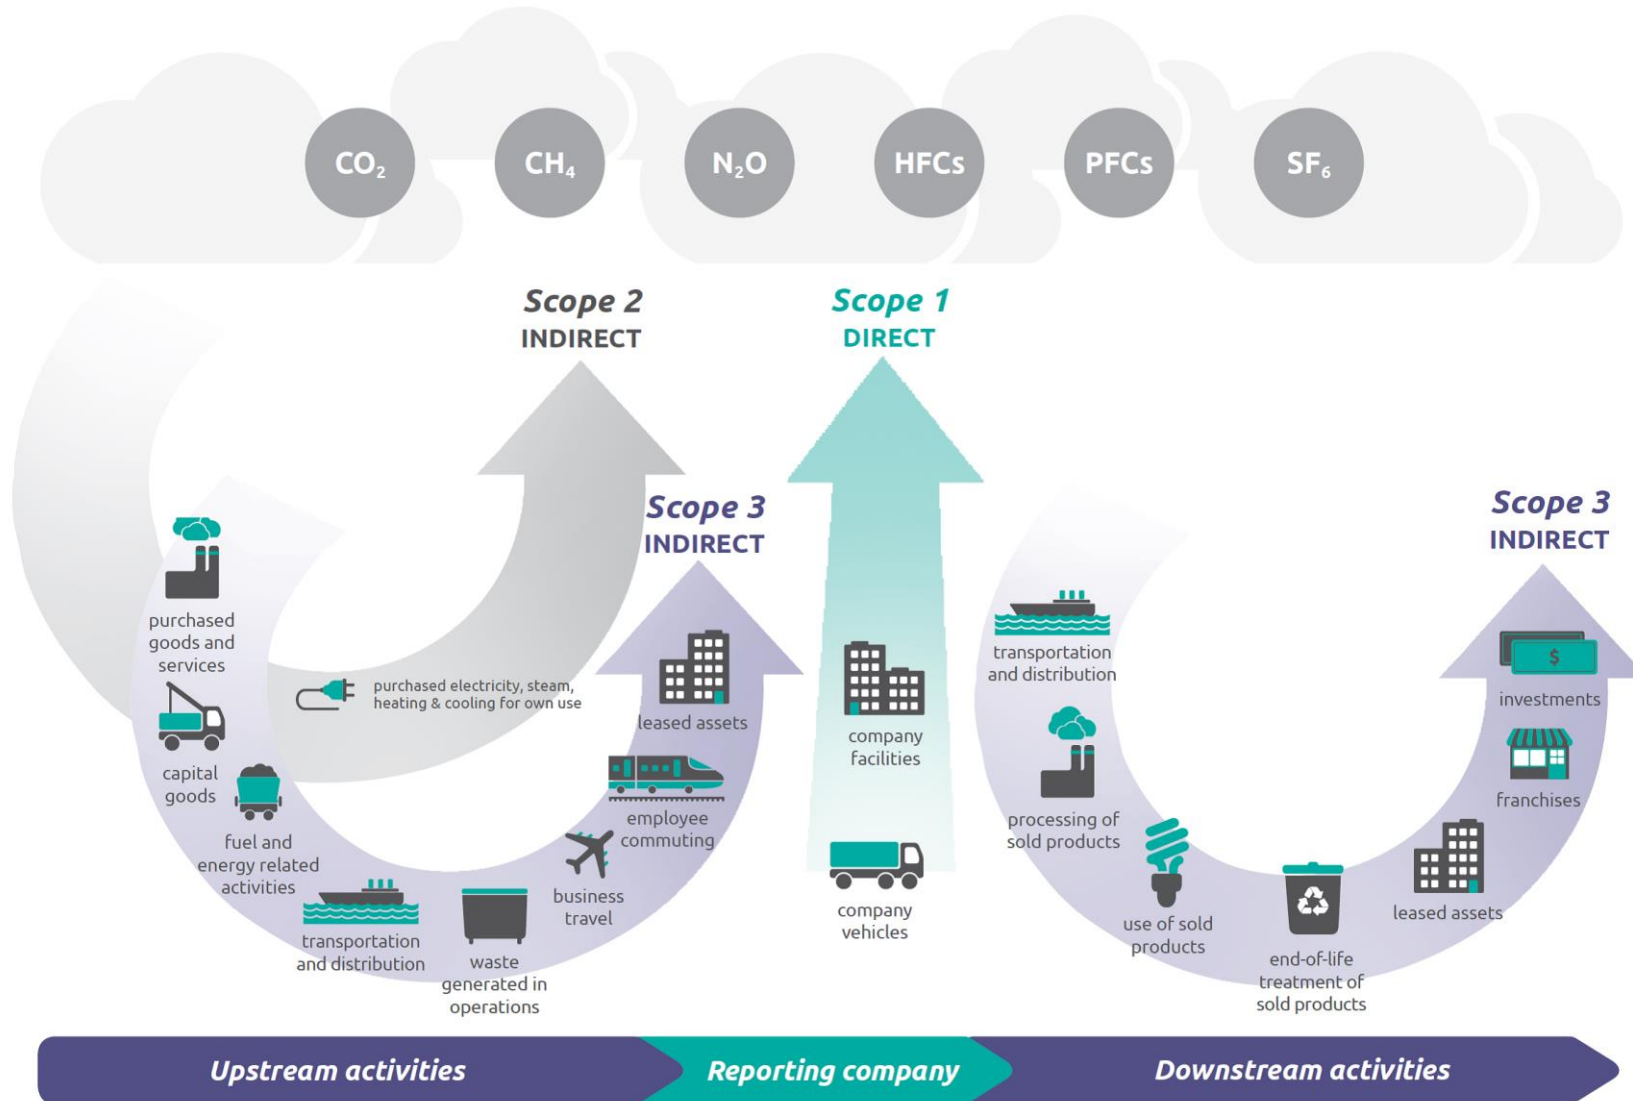 CO₂
CH₄
N₂O
HFCs
PFCs
SF₆
Scope 2
INDIRECT
Scope 1
DIRECT
Scope 3
INDIRECT
Scope 3
INDIRECT
purchased
goods and
services
capital
goods
fuel and
energy related
activities
transportation
and distribution
waste
generated in
operations
business
travel
employee
commuting
leased assets
purchased electricity, steam,
heating & cooling for own use
company
facilities
company
vehicles
transportation
and distribution
processing of
sold products
use of sold
products
end-of-life
treatment of
sold products
leased assets
franchises
$
investments
Upstream activities
Reporting company
Downstream activities